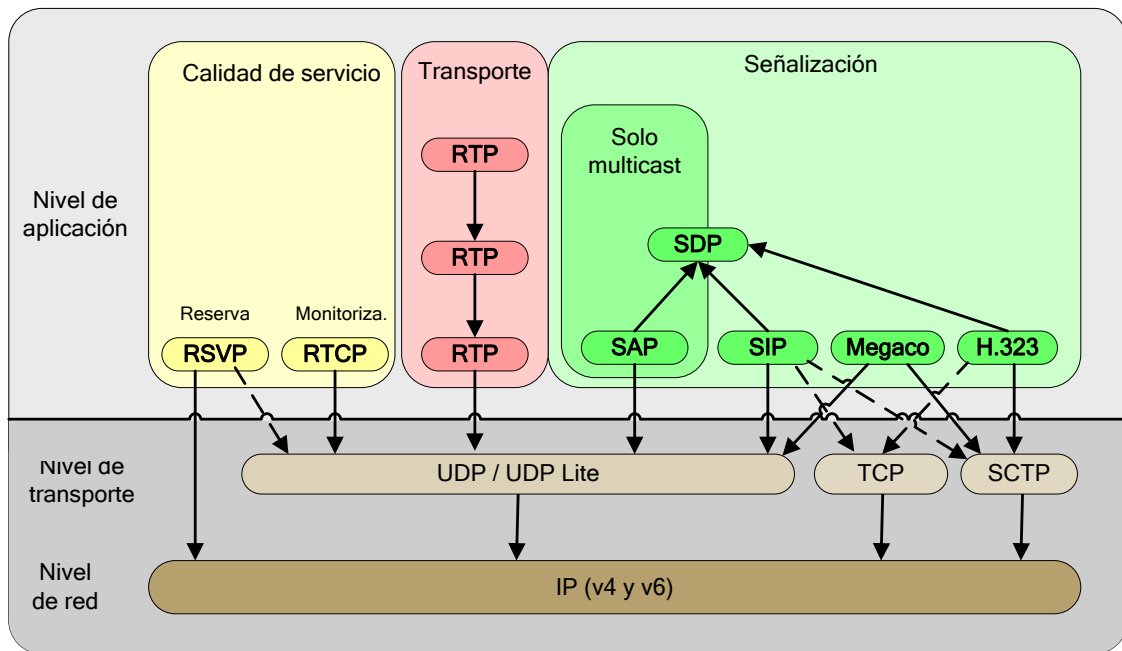 Calidad de servicio
Transporte
Señalización
Solo
multicast
RTP
Nivel de
aplicación
SDP
RTP
Reserva
Monitoriza.
RSVP
RTCP
RTP
SAP
SIP
Megaco
H.323
Nivel de
transporte
UDP / UDP Lite
TCP
SCTP
Nivel
de red
IP (v4 y v6)